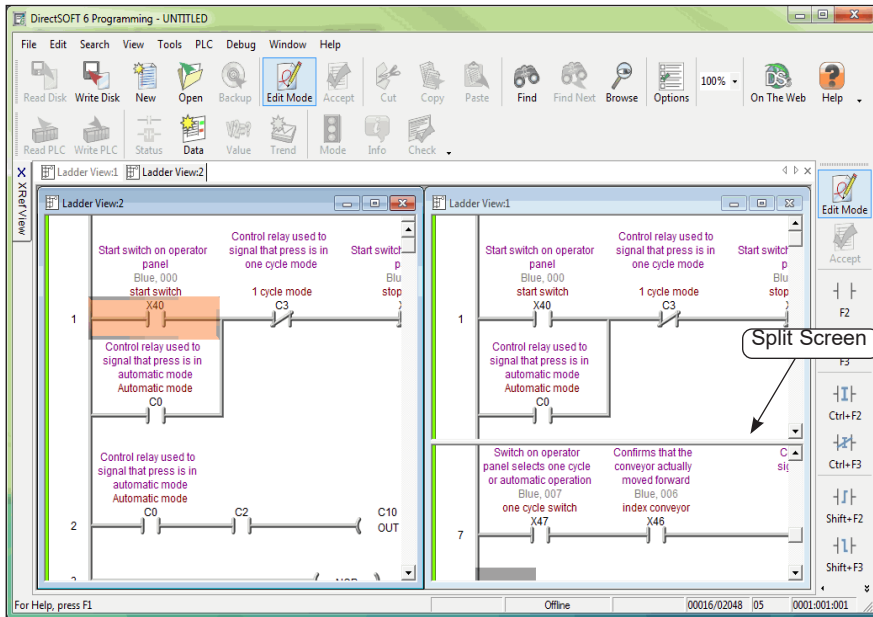 DirectSOFT 6 Programming - UNTITLED
File Edit Search View Tools PLC Debug Window Help
Read Disk Write Disk New Open Backup Edit Mode Accept Cut Copy Paste Find Find Next Browse Options 100% On The Web Help
Read PLC Write PLC Status Data Value Trend Mode Info Check
Ladder View:1 Ladder View:2
X XRef View
Ladder View:2
Start switch on operator
panel
Blue, 000
start switch
X40
Control relay used to
signal that press is in
one cycle mode
1 cycle mode
C3
Start switch
p
Blu
stop
1
Control relay used to
signal that press is in
automatic mode
Automatic mode
C0
Control relay used to
signal that press is in
automatic mode
Automatic mode
2
C0
C2
C10
OUT
Ladder View:1
Start switch on operator
panel
Blue, 000
start switch
X40
Control relay used to
signal that press is in
one cycle mode
1 cycle mode
C3
Start switch
p
Blu
stop
1
Control relay used to
signal that press is in
automatic mode
Automatic mode
C0
Split Screen
Switch on operator
panel selects one cycle
or automatic operation
Blue, 007
one cycle switch
X47
Confirms that the
conveyor actually
moved forward
Blue, 006
index conveyor
X46
C
sig
7
Edit Mode
Accept
F2
F3
Ctrl+F2
Ctrl+F3
Shift+F2
Shift+F3
For Help, press F1
Offline
00016/02048
05
0001:001:001